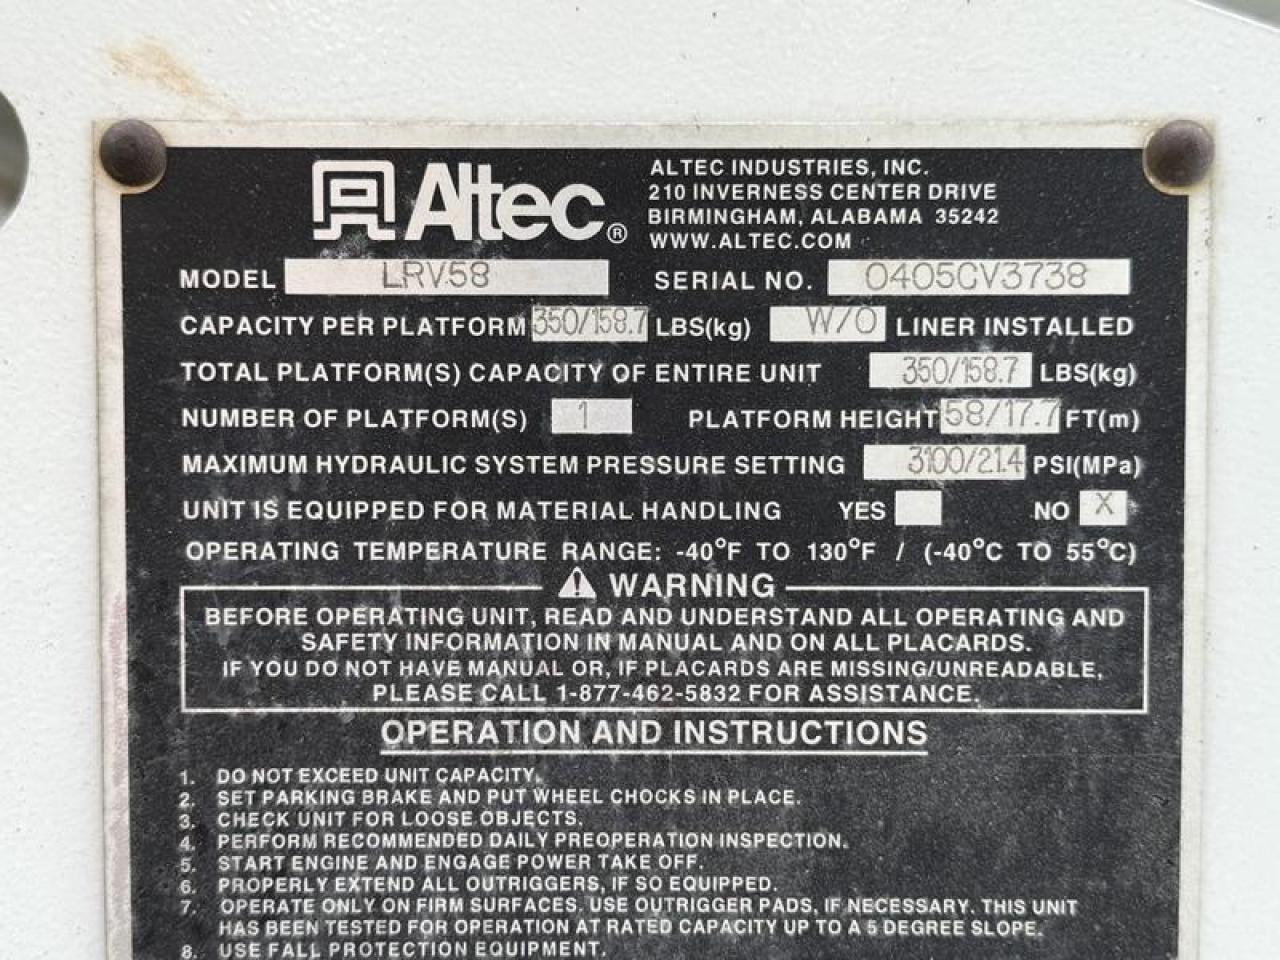 Altec®
ALTEC INDUSTRIES, INC.
210 INVERNESS CENTER DRIVE
BIRMINGHAM, ALABAMA 35242
WWW.ALTEC.COM
MODEL LRV58 SERIAL NO. 0405CV3738
CAPACITY PER PLATFORM 350/158.7 LBS(kg) W/O LINER INSTALLED
TOTAL PLATFORM(S) CAPACITY OF ENTIRE UNIT 350/158.7 LBS(kg)
NUMBER OF PLATFORM(S) 1 PLATFORM HEIGHT 58/17.7 FT(m)
MAXIMUM HYDRAULIC SYSTEM PRESSURE SETTING 3100/21.4 PSI(MPa)
UNIT IS EQUIPPED FOR MATERIAL HANDLING YES NO X
OPERATING TEMPERATURE RANGE: -40°F TO 130°F / (-40°C TO 55°C)
WARNING
BEFORE OPERATING UNIT, READ AND UNDERSTAND ALL OPERATING AND
SAFETY INFORMATION IN MANUAL AND ON ALL PLACARDS.
IF YOU DO NOT HAVE MANUAL OR, IF PLACARDS ARE MISSING/UNREADABLE,
PLEASE CALL 1-877-462-5832 FOR ASSISTANCE.
OPERATION AND INSTRUCTIONS
1. DO NOT EXCEED UNIT CAPACITY.
2. SET PARKING BRAKE AND PUT WHEEL CHOCKS IN PLACE.
3. CHECK UNIT FOR LOOSE OBJECTS.
4. PERFORM RECOMMENDED DAILY PREOPERATION INSPECTION.
5. START ENGINE AND ENGAGE POWER TAKE OFF.
6. PROPERLY EXTEND ALL OUTRIGGERS, IF SO EQUIPPED.
7. OPERATE ONLY ON FIRM SURFACES. USE OUTRIGGER PADS, IF NECESSARY. THIS UNIT
HAS BEEN TESTED FOR OPERATION AT RATED CAPACITY UP TO A 5 DEGREE SLOPE.
8. USE FALL PROTECTION EQUIPMENT.